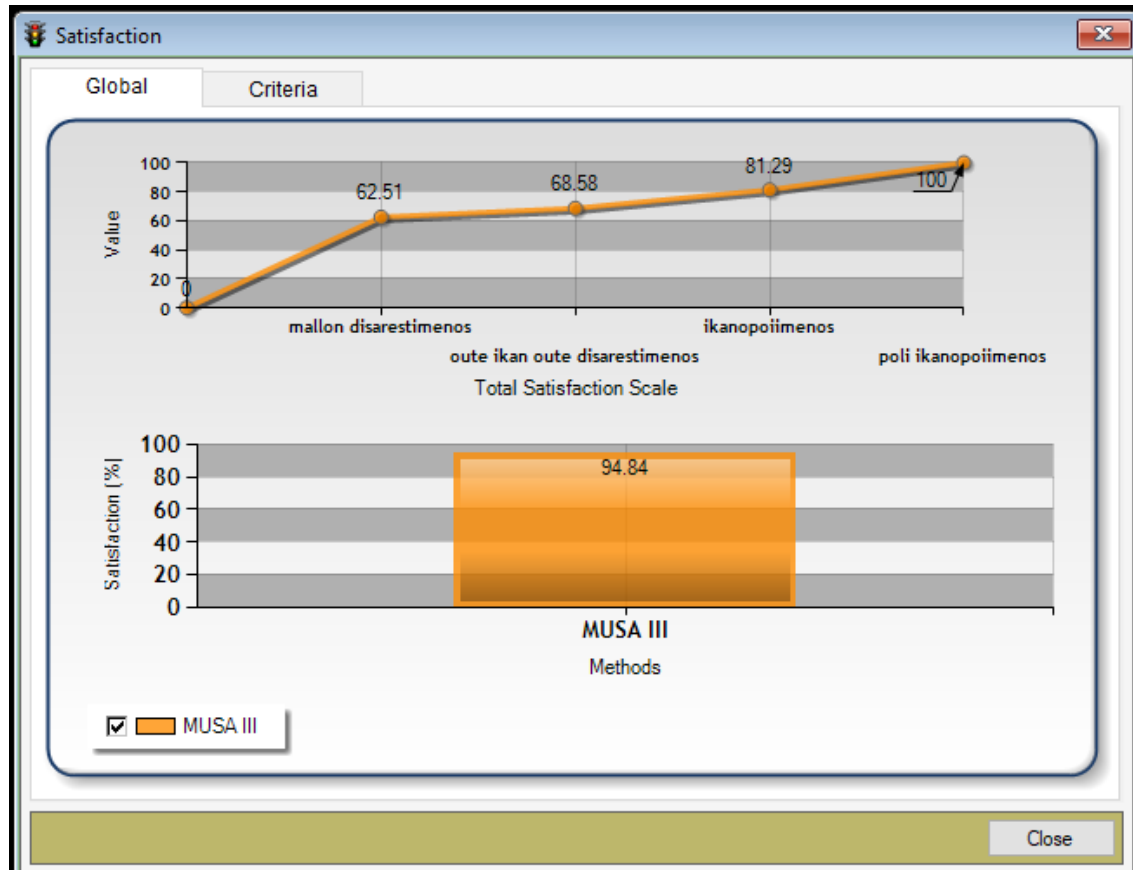 Satisfaction
Global Criteria
Value
100
80
60
40
20
0
0
62.51
68.58
81.29
100
mallon disarestimenos
ikanopoiimenos
oute ikan oute disarestimenos
poli ikanopoiimenos
Total Satisfaction Scale
Satisfaction [%]
100
80
60
40
20
0
94.84
MUSA III
Methods
MUSA III
Close